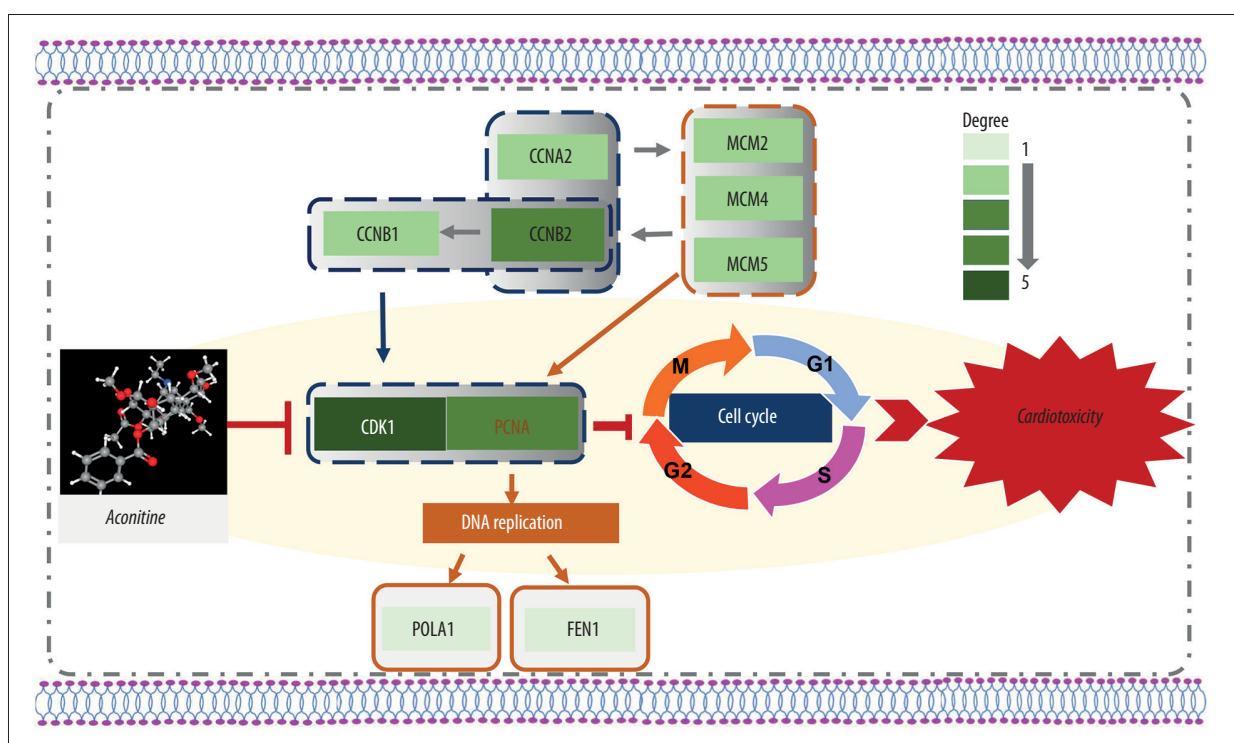 Degree
1
5
CCNA2
CCNB1
CCNB2
MCM2
MCM4
MCM5
Aconitine
CDK1
PCNA
M
G1
Cell cycle
G2
S
Cardiotoxicity
DNA replication
POLA1
FEN1